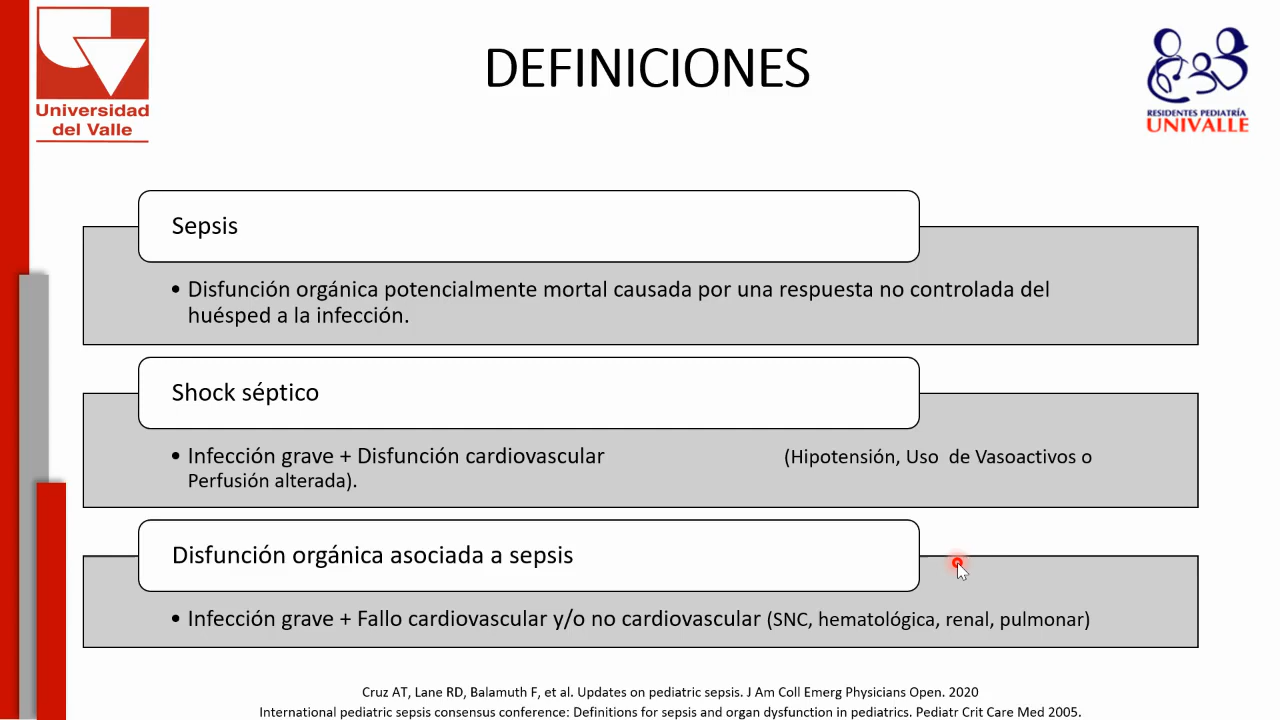 Universidad
del Valle
DEFINICIONES
RESIDENTES PEDIATRÍA
UNIVALLE
Sepsis
• Disfunción orgánica potencialmente mortal causada por una respuesta no controlada del
huésped a la infección.
Shock séptico
• Infección grave + Disfunción cardiovascular (Hipotensión, Uso de Vasoactivos o
Perfusión alterada).
Disfunción orgánica asociada a sepsis
• Infección grave + Fallo cardiovascular y/o no cardiovascular (SNC, hematológica, renal, pulmonar)
Cruz AT, Lane RD, Balamuth F, et al. Updates on pediatric sepsis. J Am Coll Emerg Physicians Open. 2020
International pediatric sepsis consensus conference: Definitions for sepsis and organ dysfunction in pediatrics. Pediatr Crit Care Med 2005.